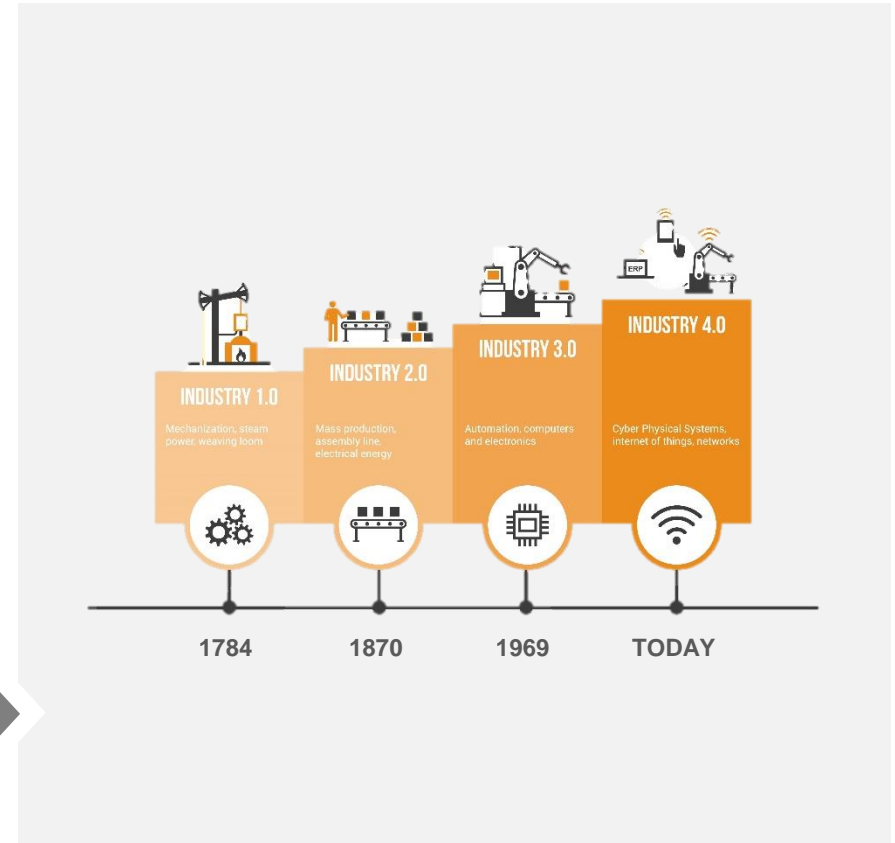 ERP
INDUSTRY 1.0
Mechanization, steam
power, weaving loom
INDUSTRY 2.0
Mass production,
assembly line,
electrical energy
INDUSTRY 3.0
Automation, computers
and electronics
INDUSTRY 4.0
Cyber Physical Systems,
internet of things, networks
1784
1870
1969
TODAY